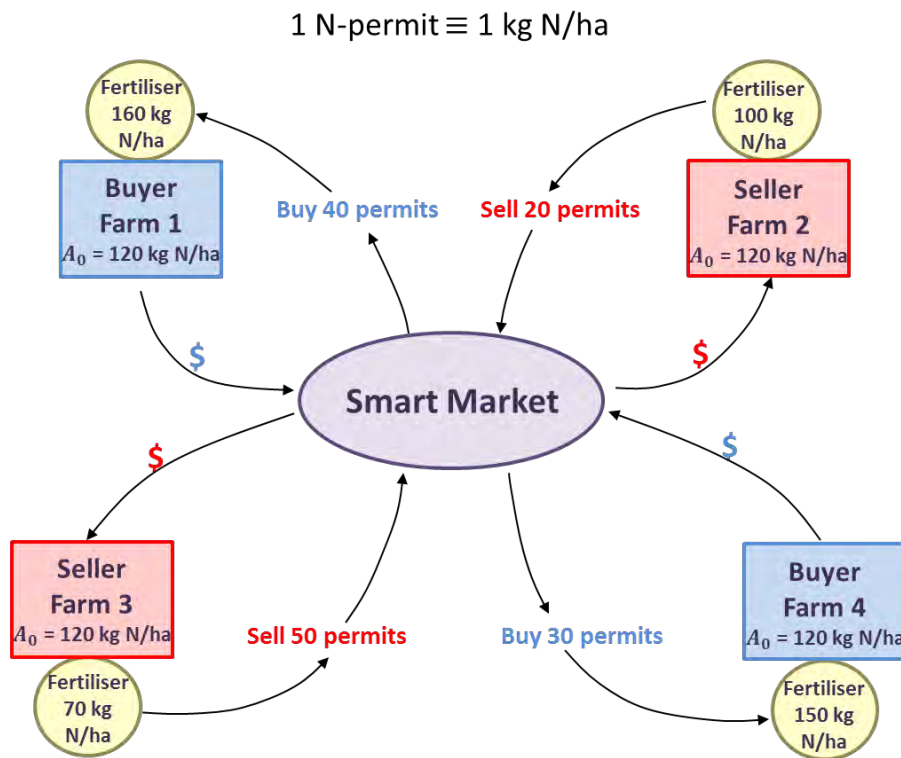 1 N-permit ≡ 1 kg N/ha
Fertiliser
160 kg
N/ha
Buyer
Farm 1
A₀ = 120 kg N/ha
Buy 40 permits
$
Fertiliser
100 kg
N/ha
Seller
Farm 2
A₀ = 120 kg N/ha
Sell 20 permits
$
Smart Market
$
Seller
Farm 3
A₀ = 120 kg N/ha
Fertiliser
70 kg
N/ha
Sell 50 permits
$
Buyer
Farm 4
A₀ = 120 kg N/ha
Buy 30 permits
Fertiliser
150 kg
N/ha